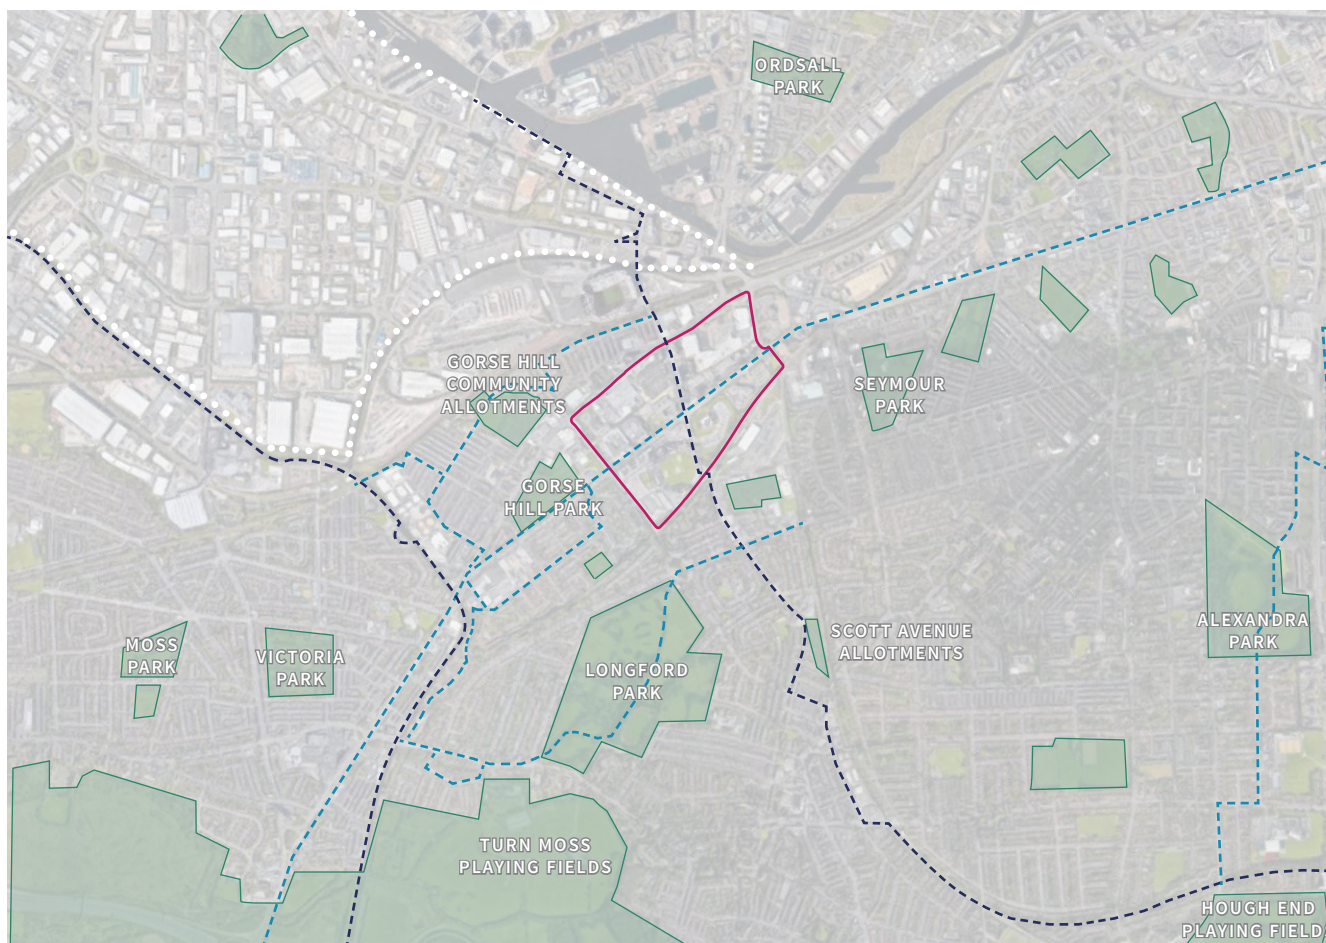 ORDSALL
PARK
GORSE HILL
COMMUNITY
ALLOTMENTS
SEYMOUR
PARK
GORSE
HILL PARK
MOSS
PARK
VICTORIA
PARK
LONGFORD
PARK
SCOTT AVENUE
ALLOTMENTS
ALEXANDRA
PARK
TURN MOSS
PLAYING FIELDS
HOUGH END
PLAYING FIELDS